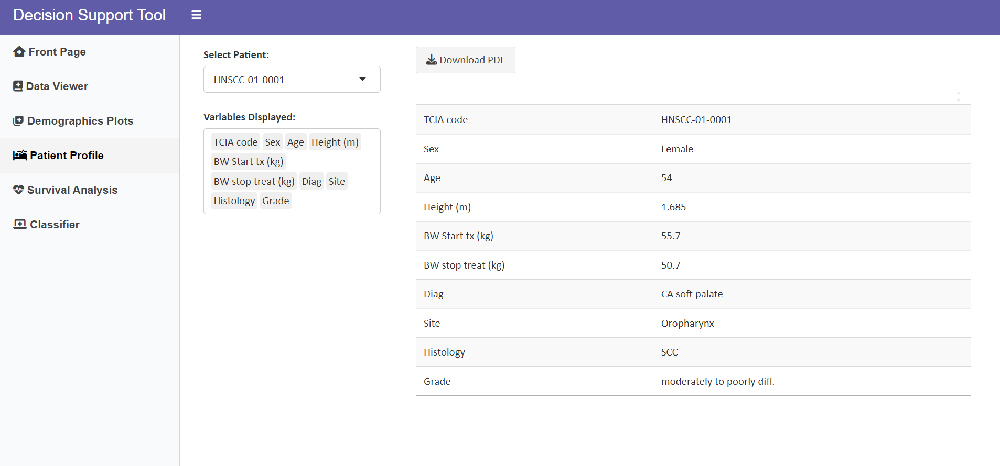 Decision Support Tool
Front Page
Data Viewer
Demographics Plots
Patient Profile
Survival Analysis
Classifier
Select Patient:
HNSCC-01-0001
Variables Displayed:
TCIA code Sex Age Height (m)
BW Start tx (kg)
BW stop treat (kg) Diag Site
Histology Grade
Download PDF
TCIA code HNSCC-01-0001
Sex Female
Age 54
Height (m) 1.685
BW Start tx (kg) 55.7
BW stop treat (kg) 50.7
Diag CA soft palate
Site Oropharynx
Histology SCC
Grade moderately to poorly diff.